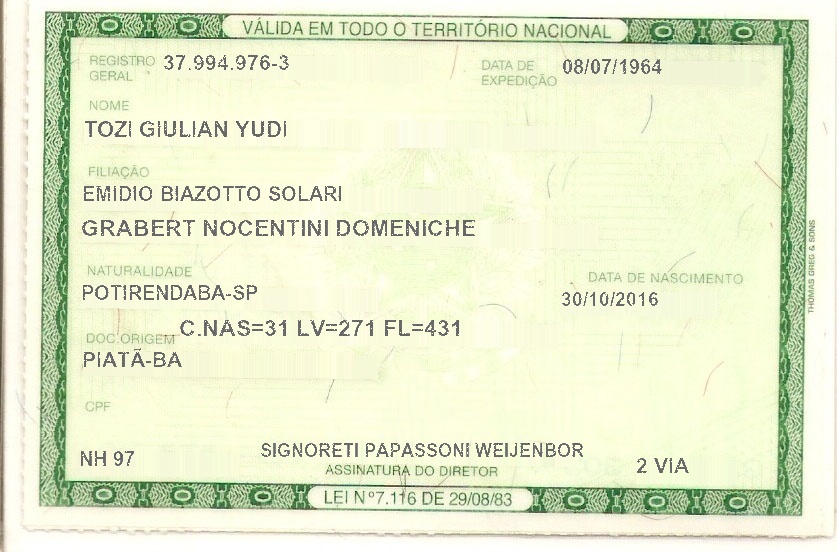 VÁLIDA EM TODO O TERRITÓRIO NACIONAL
REGISTRO GERAL 37.994.976-3 DATA DE EXPEDIÇÃO 08/07/1964
NOME
TOZI GIULIAN YUDI
FILIAÇÃO
EMIDIO BIAZOTTO SOLARI
GRABERT NOCENTINI DOMENICHE
NATURALIDADE DATA DE NASCIMENTO
POTIRENDABA-SP 30/10/2016
DOC.ORIGEM C.NAS=31 LV=271 FL=431
PIATÃ-BA
CPF
NH 97 SIGNORETI PAPASSONI WEIJENBOR 2 VIA
ASSINATURA DO DIRETOR
LEI Nº7.116 DE 29/08/83
THOMAS GREG & SONS